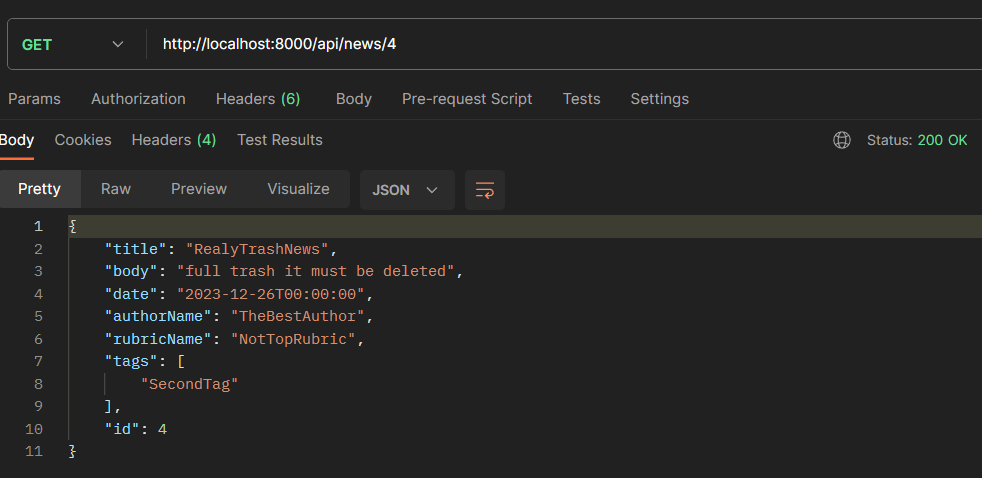 GET http://localhost:8000/api/news/4
Params Authorization Headers (6) Body Pre-request Script Tests Settings
Body Cookies Headers (4) Test Results Status: 200 OK
Pretty Raw Preview Visualize JSON
1 {
2 "title": "RealyTrashNews",
3 "body": "full trash it must be deleted",
4 "date": "2023-12-26T00:00:00",
5 "authorName": "TheBestAuthor",
6 "rubricName": "NotTopRubric",
7 "tags": [
8 "SecondTag"
9 ],
10 "id": 4
11 }